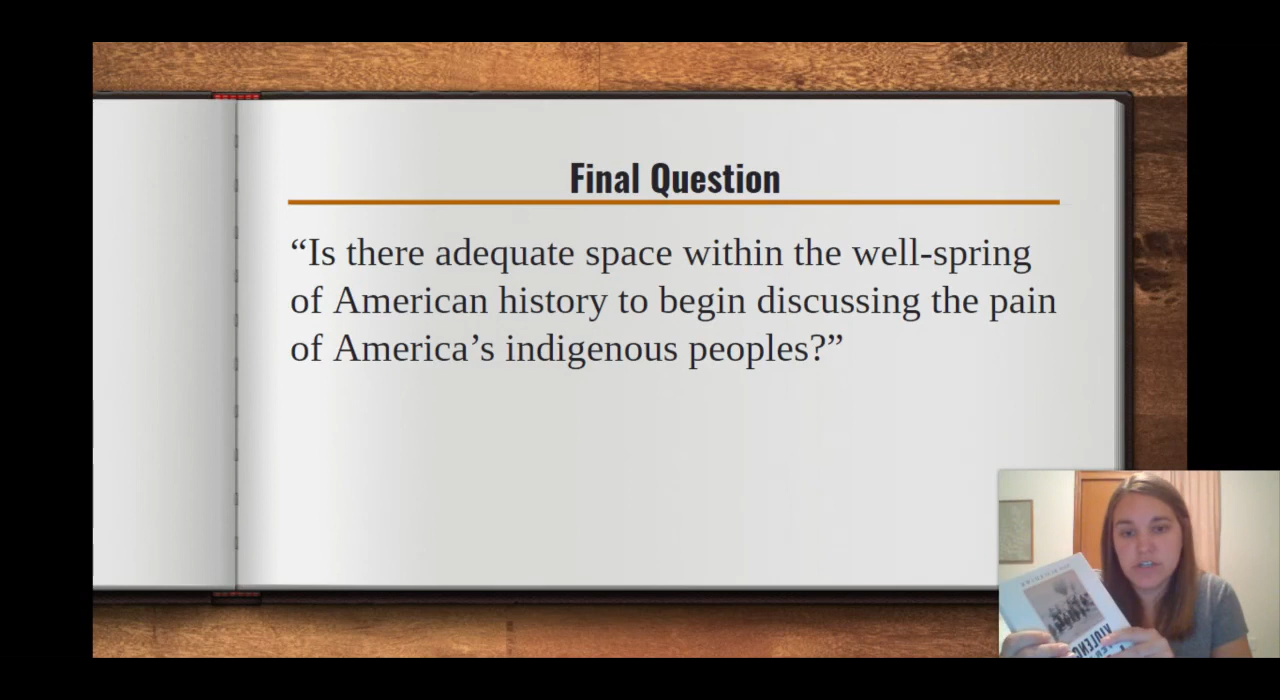 Final Question
“Is there adequate space within the well-spring
of American history to begin discussing the pain
of America’s indigenous peoples?”